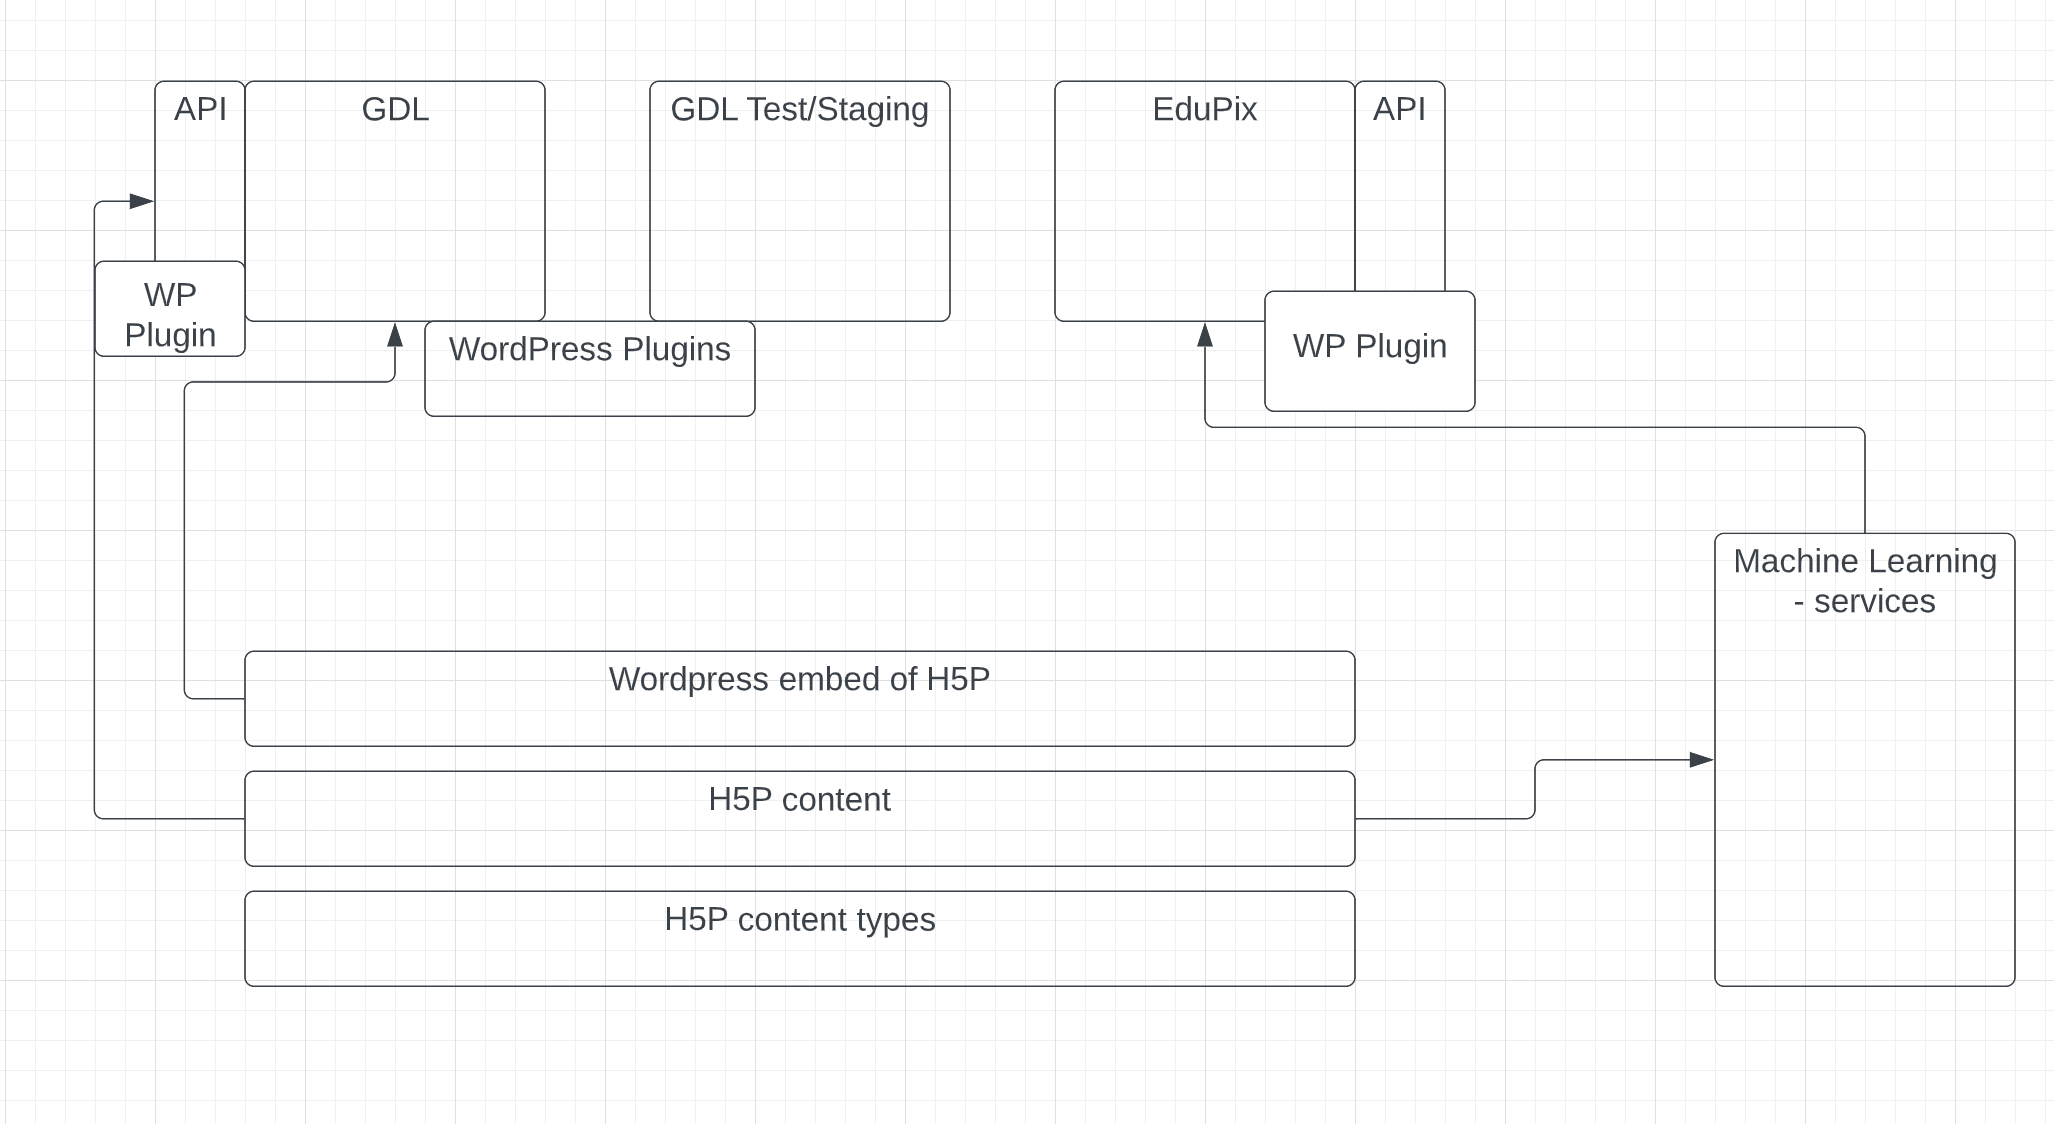 API
GDL
GDL Test/Staging
EduPix
API
WP
Plugin
WordPress Plugins
WP Plugin
Machine Learning
- services
Wordpress embed of H5P
H5P content
H5P content types